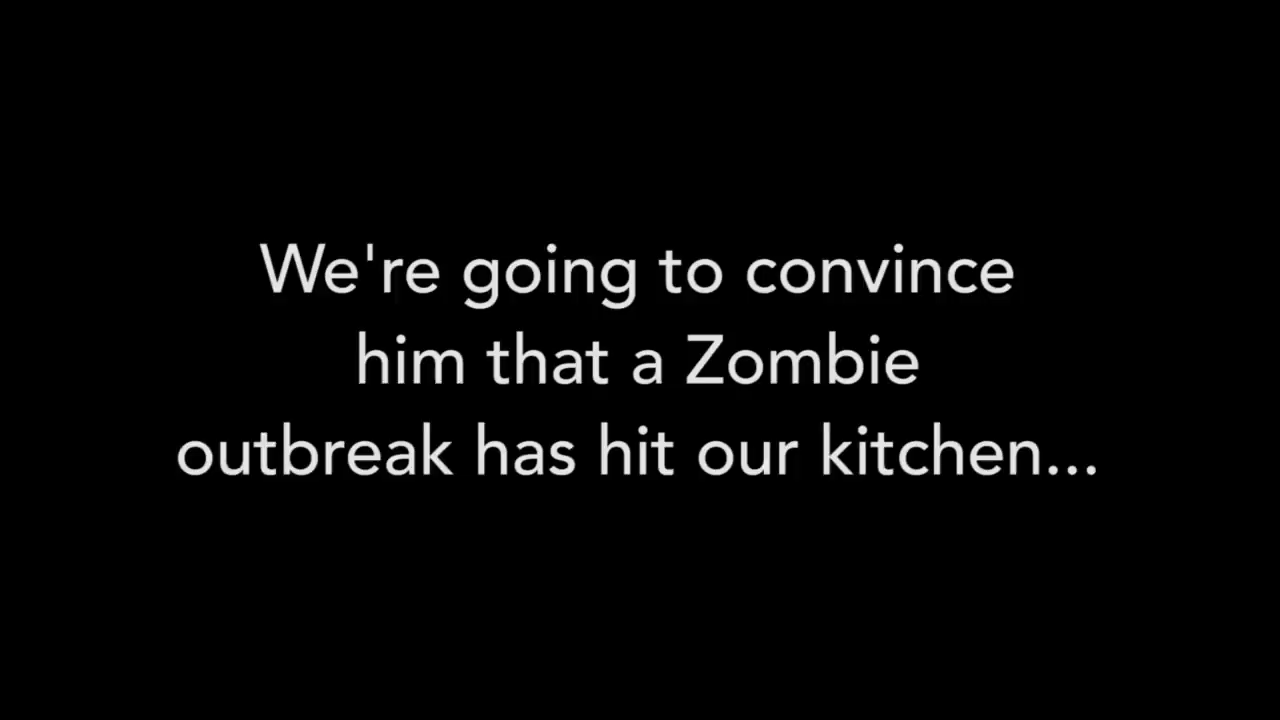 We're going to convince
him that a Zombie
outbreak has hit our kitchen...